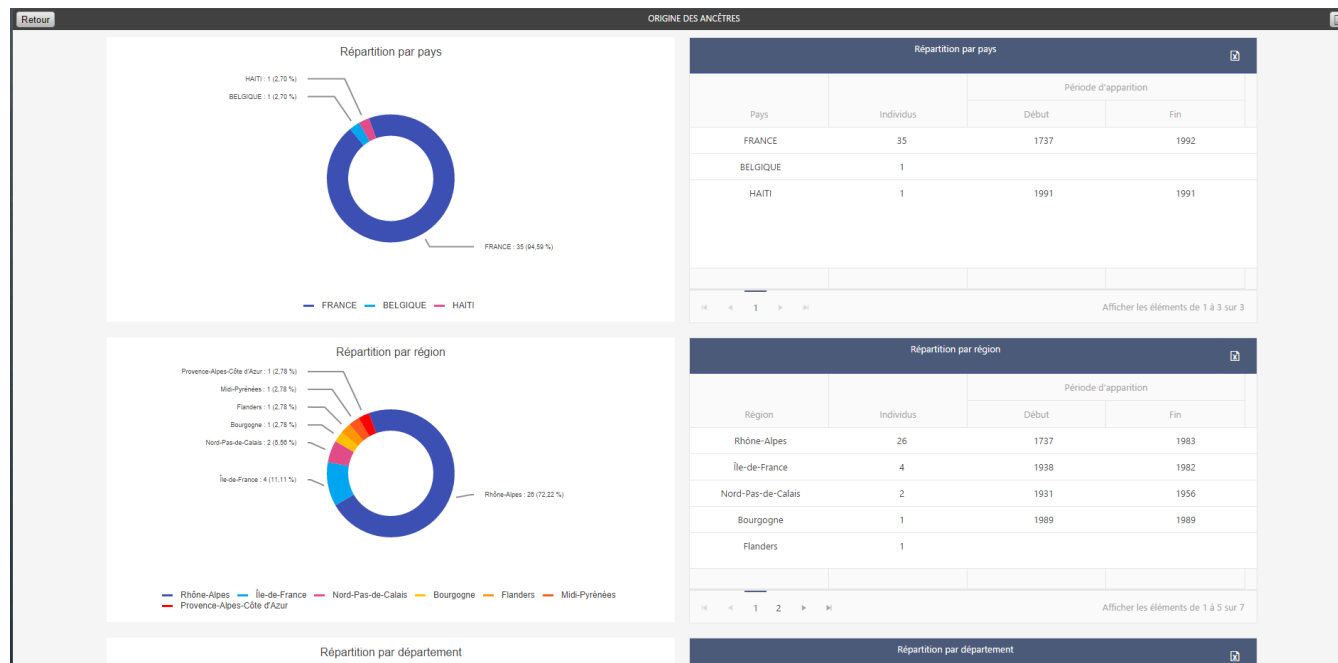 Retour
ORIGINE DES ANCÊTRES
Répartition par pays
HAITI : 1 (2,70 %)
BELGIQUE : 1 (2,70 %)
FRANCE : 35 (94,59 %)
FRANCE BELGIQUE HAITI
Répartition par pays
Période d'apparition
Pays Individus Début Fin
FRANCE 35 1737 1992
BELGIQUE 1
HAITI 1 1991 1991
1
Afficher les éléments de 1 à 3 sur 3
Répartition par région
Provence-Alpes-Côte d'Azur : 1 (2,78 %)
Midi-Pyrénées : 1 (2,78 %)
Flanders : 1 (2,78 %)
Bourgogne : 1 (2,78 %)
Nord-Pas-de-Calais : 2 (5,56 %)
Île-de-France : 4 (11,11 %)
Rhône-Alpes : 26 (72,22 %)
Rhône-Alpes Île-de-France Nord-Pas-de-Calais Bourgogne Flanders Midi-Pyrénées
Provence-Alpes-Côte d'Azur
Répartition par région
Période d'apparition
Région Individus Début Fin
Rhône-Alpes 26 1737 1983
Île-de-France 4 1938 1982
Nord-Pas-de-Calais 2 1931 1956
Bourgogne 1 1989 1989
Flanders 1
1 2
Afficher les éléments de 1 à 5 sur 7
Répartition par département
Répartition par département